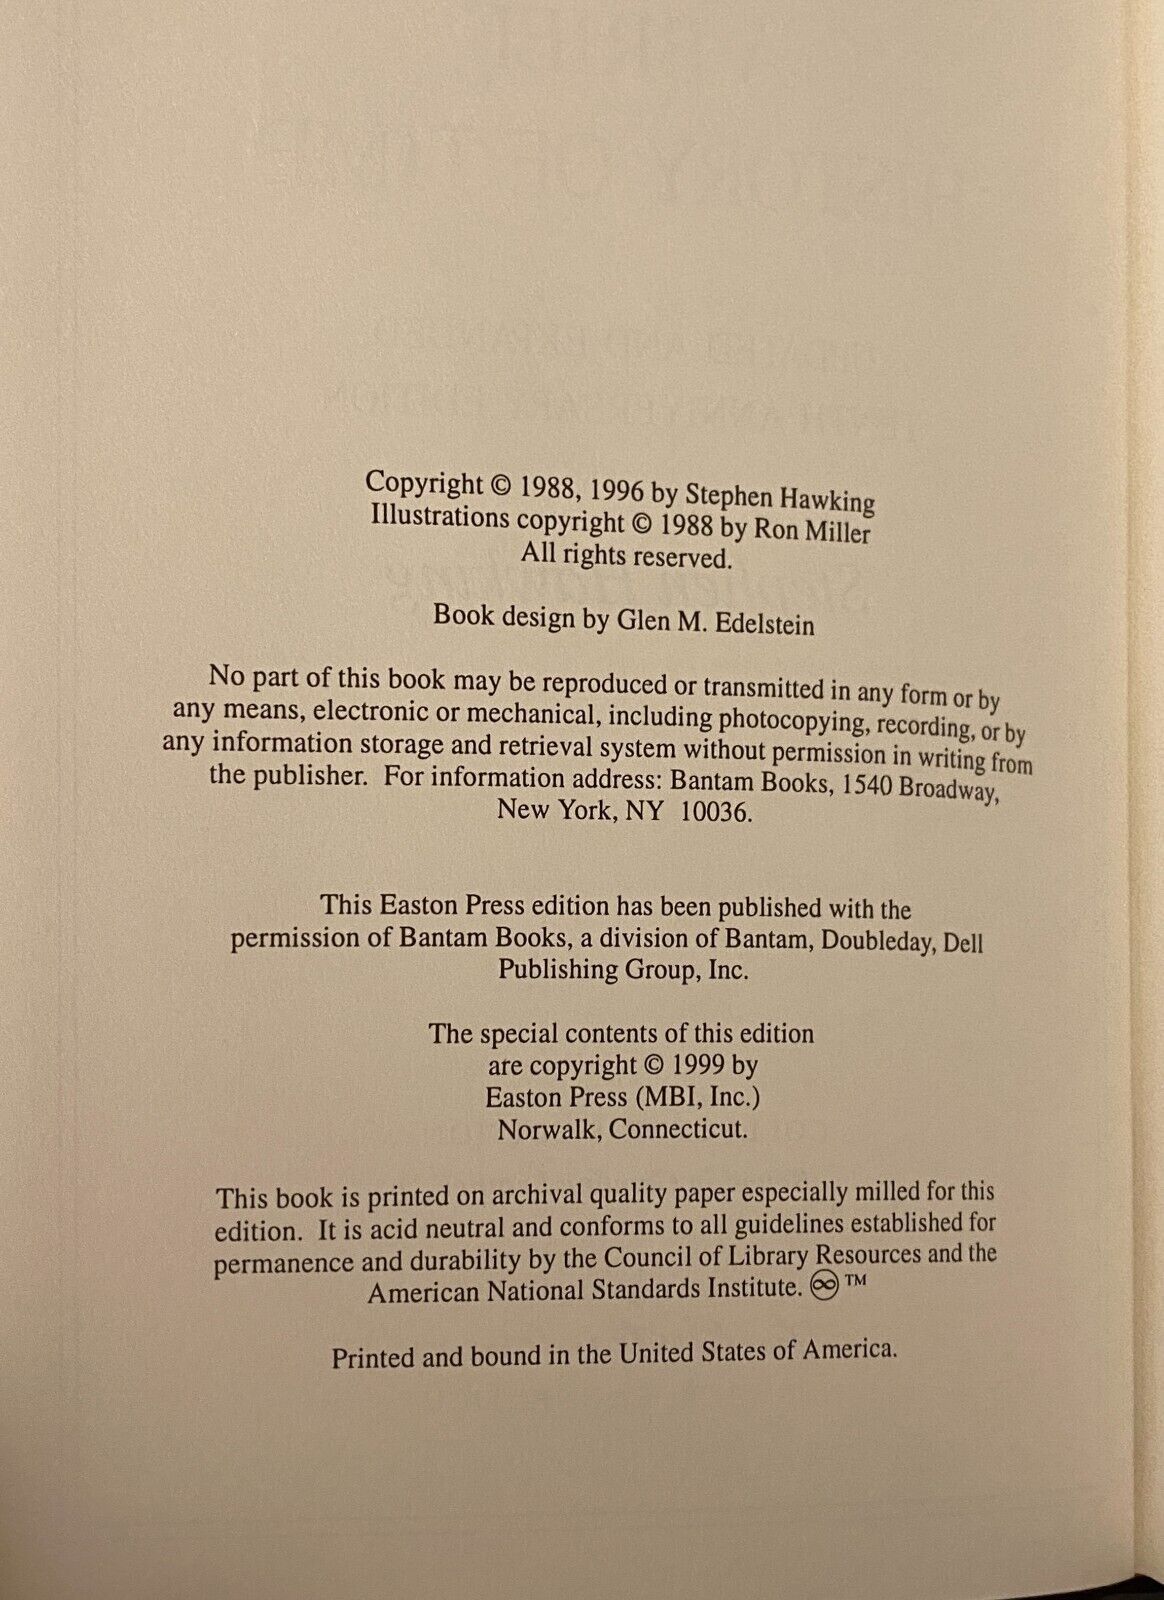 Copyright © 1988, 1996 by Stephen Hawking
Illustrations copyright © 1988 by Ron Miller
All rights reserved.
Book design by Glen M. Edelstein
No part of this book may be reproduced or transmitted in any form or by
any means, electronic or mechanical, including photocopying, recording, or by
any information storage and retrieval system without permission in writing from
the publisher. For information address: Bantam Books, 1540 Broadway,
New York, NY 10036.
This Easton Press edition has been published with the
permission of Bantam Books, a division of Bantam, Doubleday, Dell
Publishing Group, Inc.
The special contents of this edition
are copyright © 1999 by
Easton Press (MBI, Inc.)
Norwalk, Connecticut.
This book is printed on archival quality paper especially milled for this
edition. It is acid neutral and conforms to all guidelines established for
permanence and durability by the Council of Library Resources and the
American National Standards Institute. ♾ ™
Printed and bound in the United States of America.